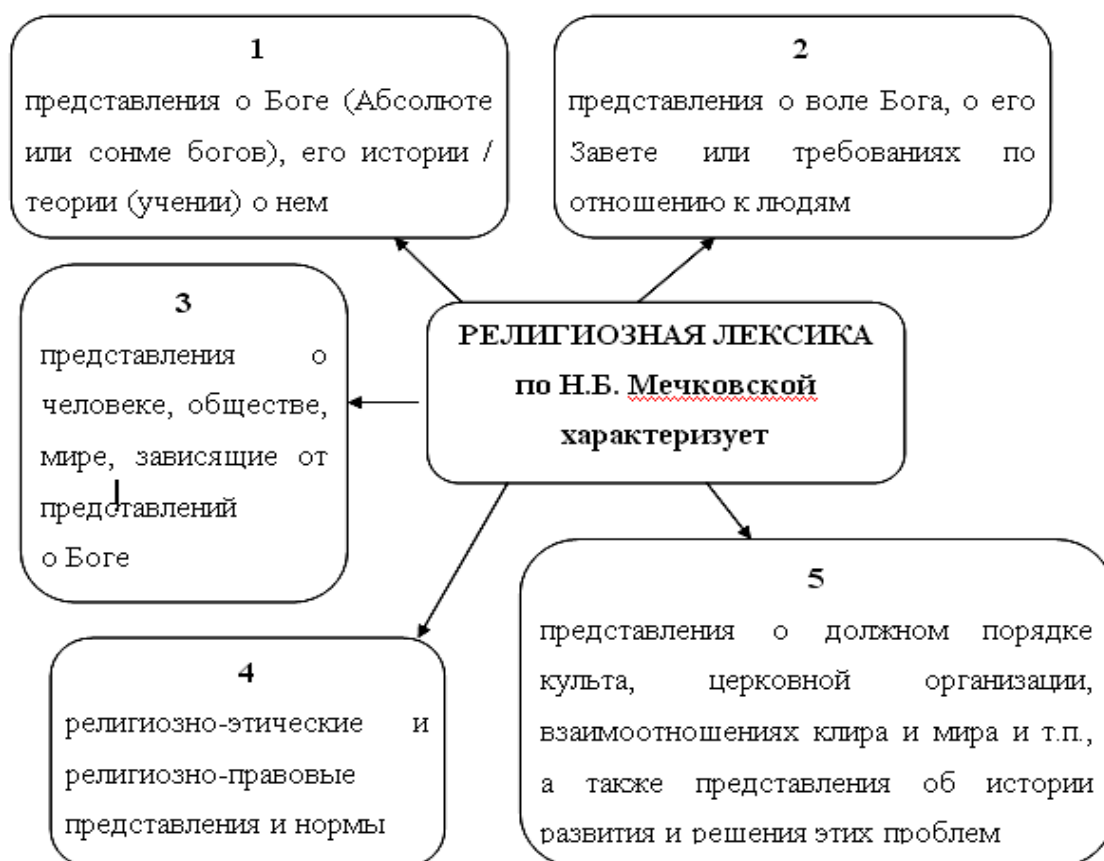 1
представления о Боге (Абсолюте
или сонме богов), его истории /
теории (учении) о нем
2
представления о воле Бога, о его
Завете или требованиях по
отношению к людям
РЕЛИГИОЗНАЯ ЛЕКСИКА
по Н.Б. Мечковской
характеризует
3
представления о
человеке, обществе,
мире, зависящие от
представлений
о Боге
4
религиозно-этические и
религиозно-правовые
представления и нормы
5
представления о должном порядке
культа, церковной организации,
взаимоотношениях клира и мира и т.п.,
а также представления об истории
развития и решения этих проблем